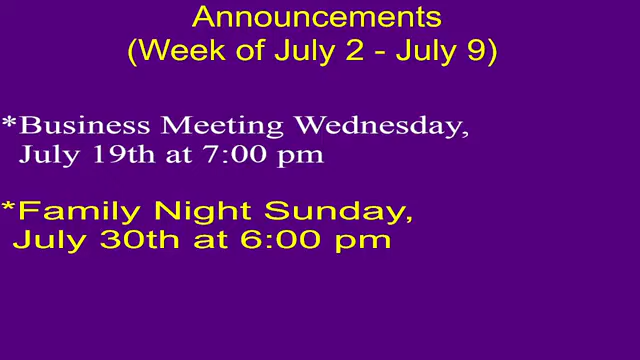 Announcements
(Week of July 2 - July 9)
*Business Meeting Wednesday,
July 19th at 7:00 pm
*Family Night Sunday,
July 30th at 6:00 pm